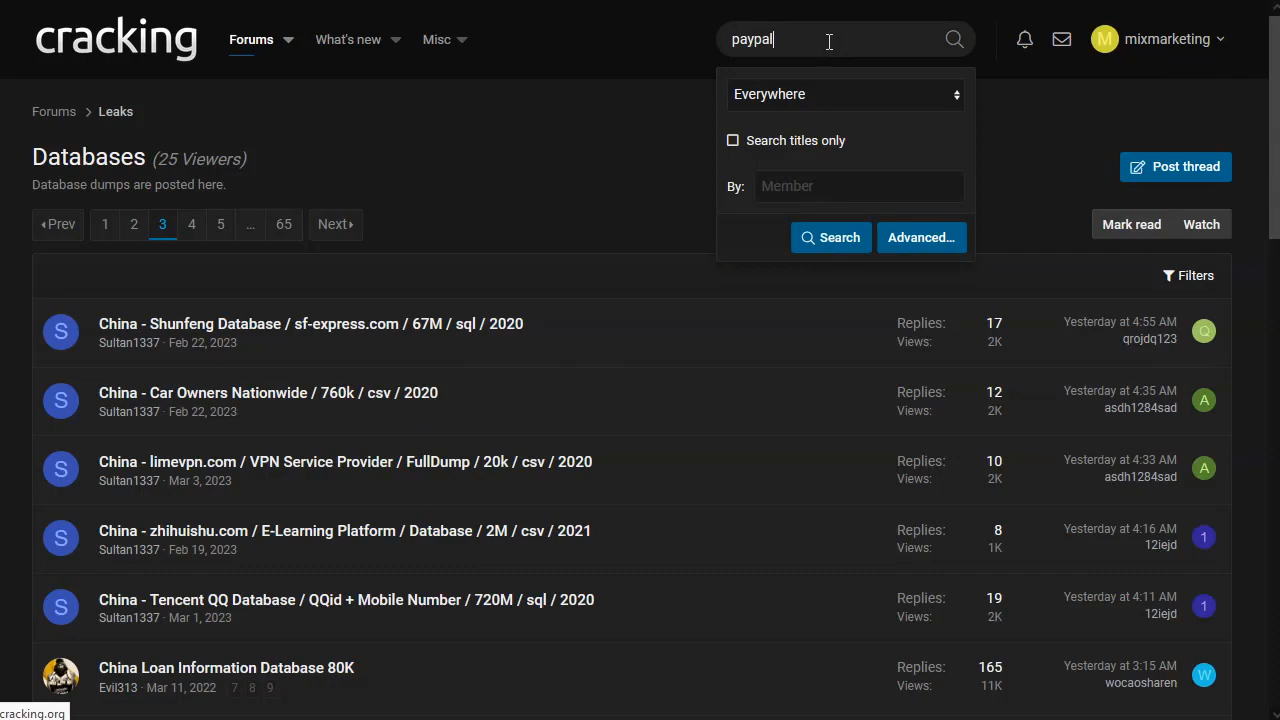 cracking
Forums What's new Misc
paypal
mixmarketing
M
Everywhere
Search titles only
By: Member
Search Advanced...
Forums Leaks
Databases (25 Viewers)
Database dumps are posted here.
Post thread
Prev 1 2 3 4 5 ... 65 Next
Mark read Watch
Filters
S
China - Shunfeng Database / sf-express.com / 67M / sql / 2020
Sultan1337 · Feb 22, 2023
Replies: 17
Views: 2K
Yesterday at 4:55 AM
qrojdq123
Q
S
China - Car Owners Nationwide / 760k / csv / 2020
Sultan1337 · Feb 22, 2023
Replies: 12
Views: 2K
Yesterday at 4:35 AM
asdh1284sad
A
S
China - limevpn.com / VPN Service Provider / FullDump / 20k / csv / 2020
Sultan1337 · Mar 3, 2023
Replies: 10
Views: 2K
Yesterday at 4:33 AM
asdh1284sad
A
S
China - zhihuishu.com / E-Learning Platform / Database / 2M / csv / 2021
Sultan1337 · Feb 19, 2023
Replies: 8
Views: 1K
Yesterday at 4:16 AM
12iejd
1
S
China - Tencent QQ Database / QQid + Mobile Number / 720M / sql / 2020
Sultan1337 · Mar 1, 2023
Replies: 19
Views: 2K
Yesterday at 4:11 AM
12iejd
1
China Loan Information Database 80K
Evil313 · Mar 11, 2022 7 8 9
Replies: 165
Views: 11K
Yesterday at 3:15 AM
wocaosharen
W
cracking.org